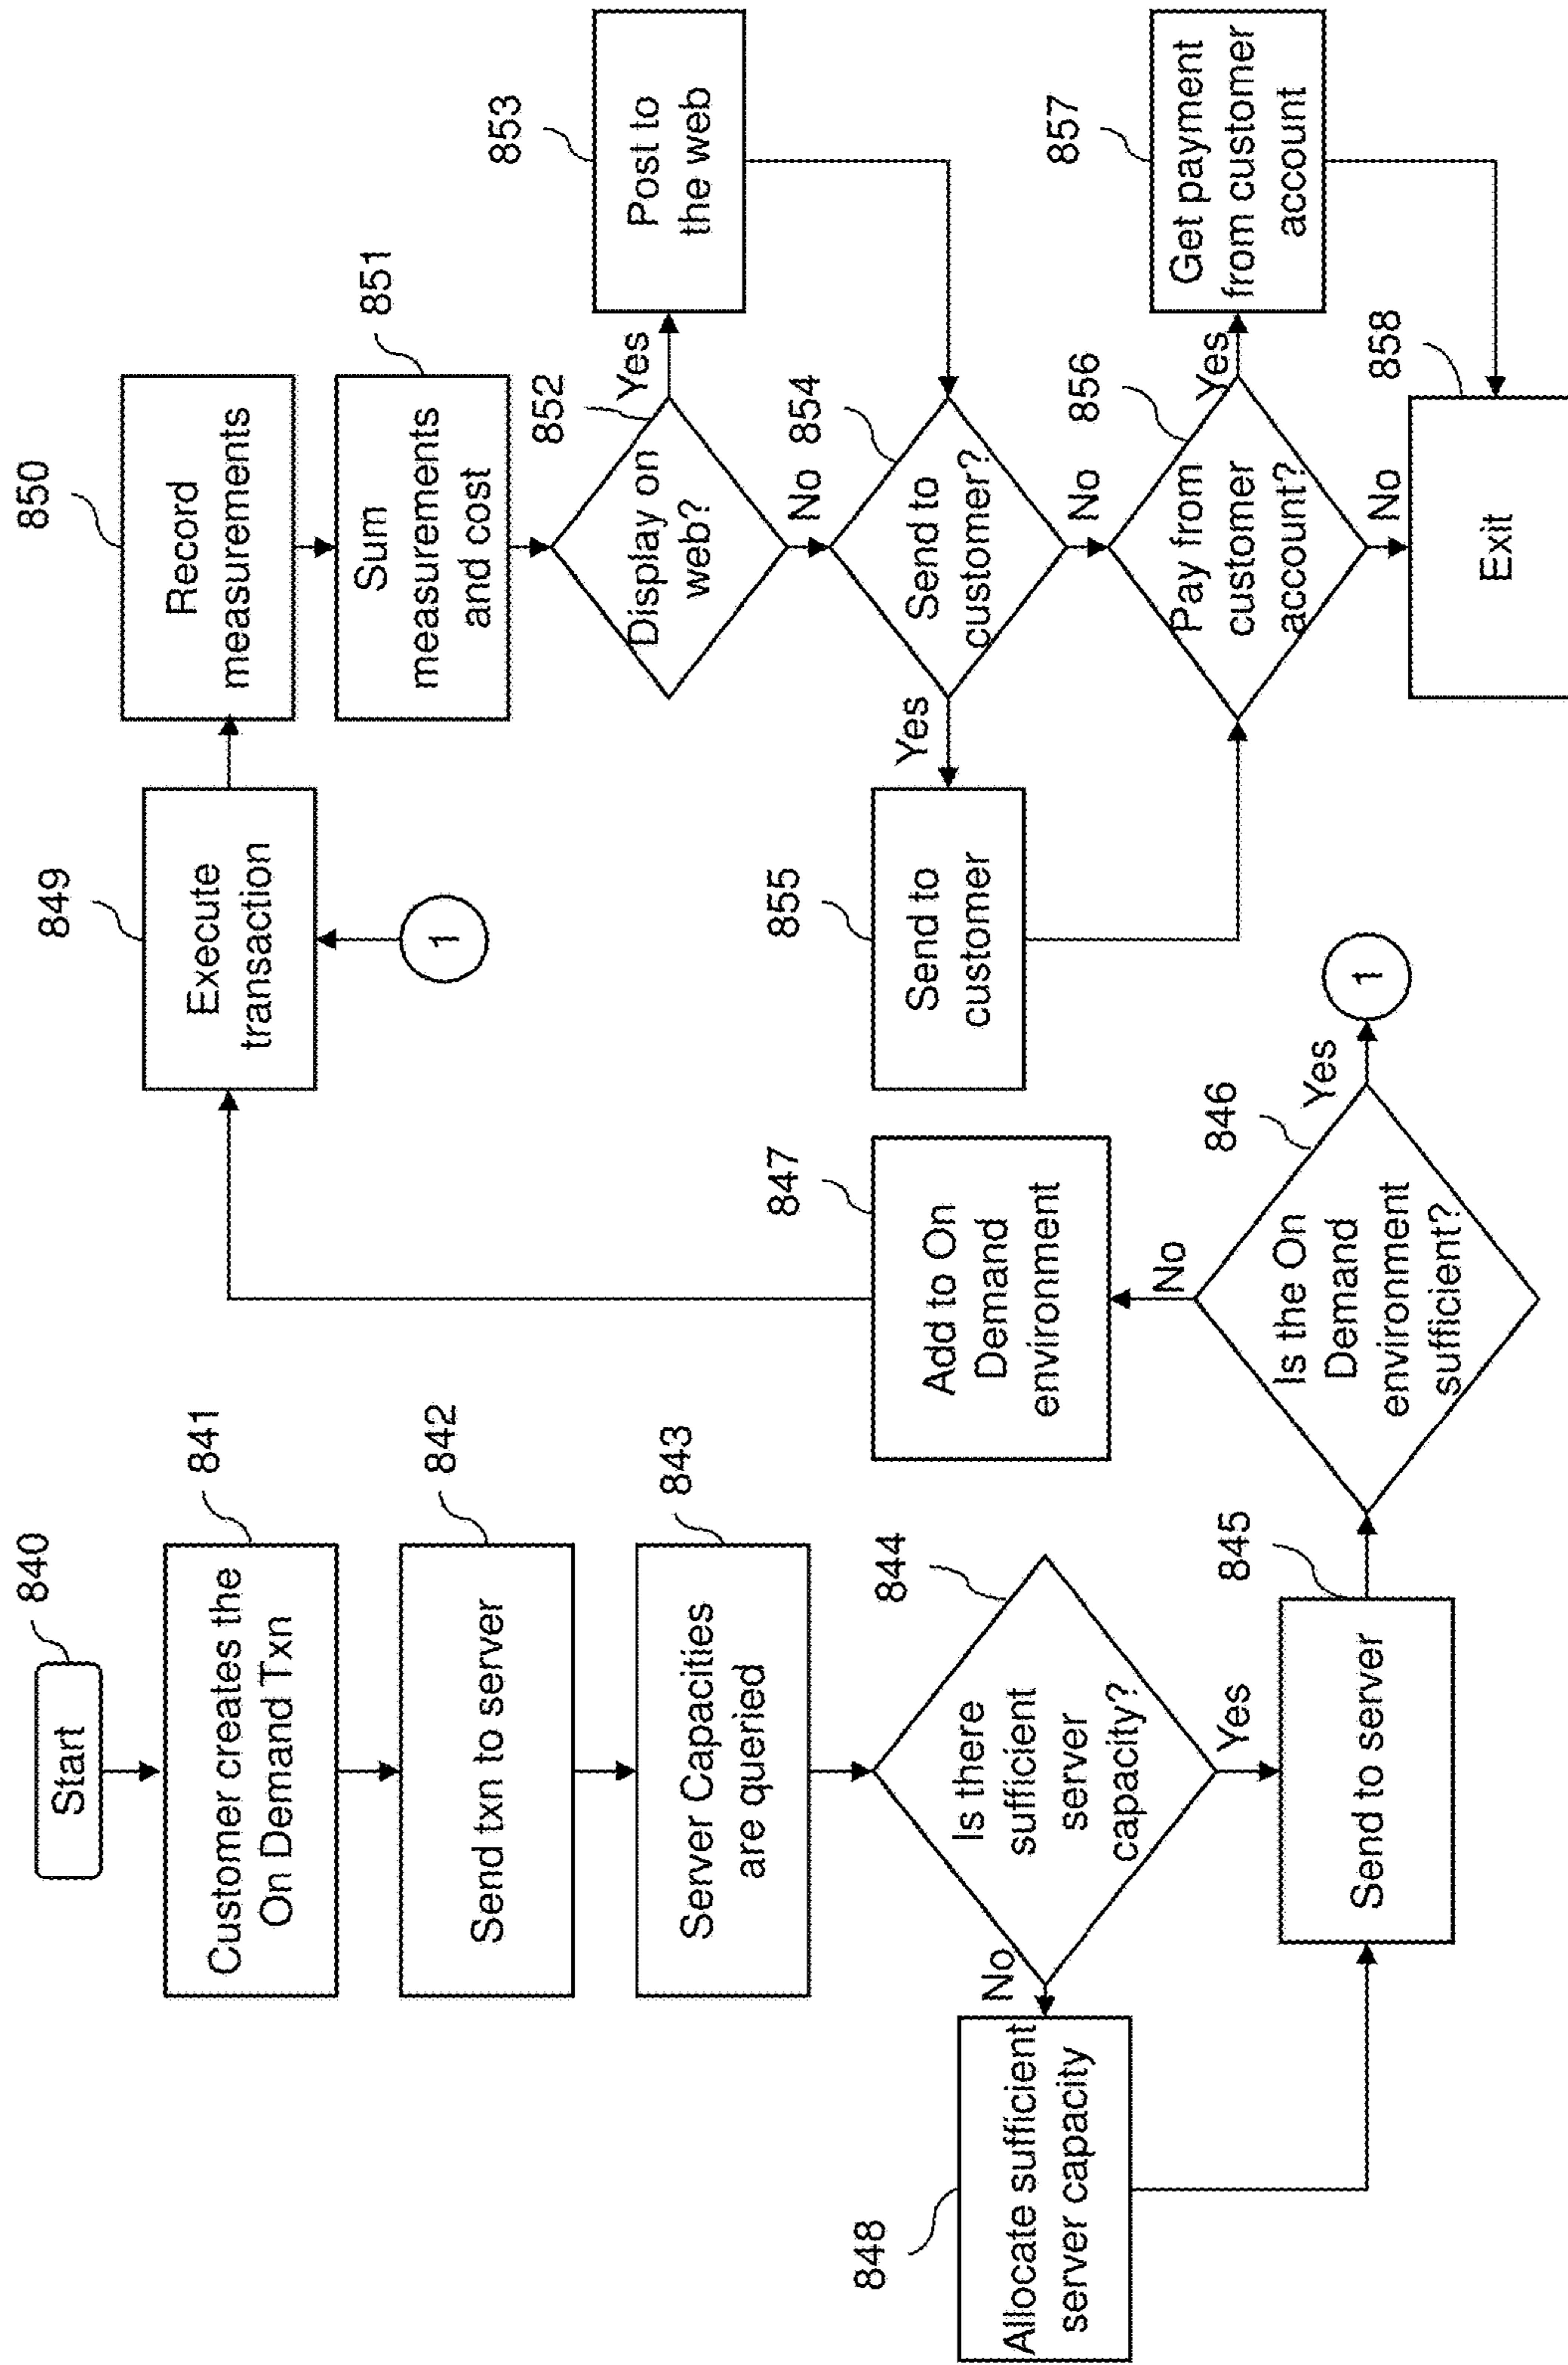 840
Start
841
Customer creates the
On Demand Txn
842
Send txn to server
843
Server Capacities
are queried
844
Is there
sufficient
server
capacity?
No
Yes
848
Allocate sufficient
server capacity
845
Send to server
846
Is the On
Demand
environment
sufficient?
No
Yes
1
847
Add to On
Demand
environment
849
Execute
transaction
1
850
Record
measurements
851
Sum
measurements
and cost
852
Display on
web?
Yes
No
853
Post to
the web
854
Send to
customer?
Yes
No
855
Send to
customer
856
Pay from
customer
account?
Yes
No
857
Get payment
from customer
account
858
Exit